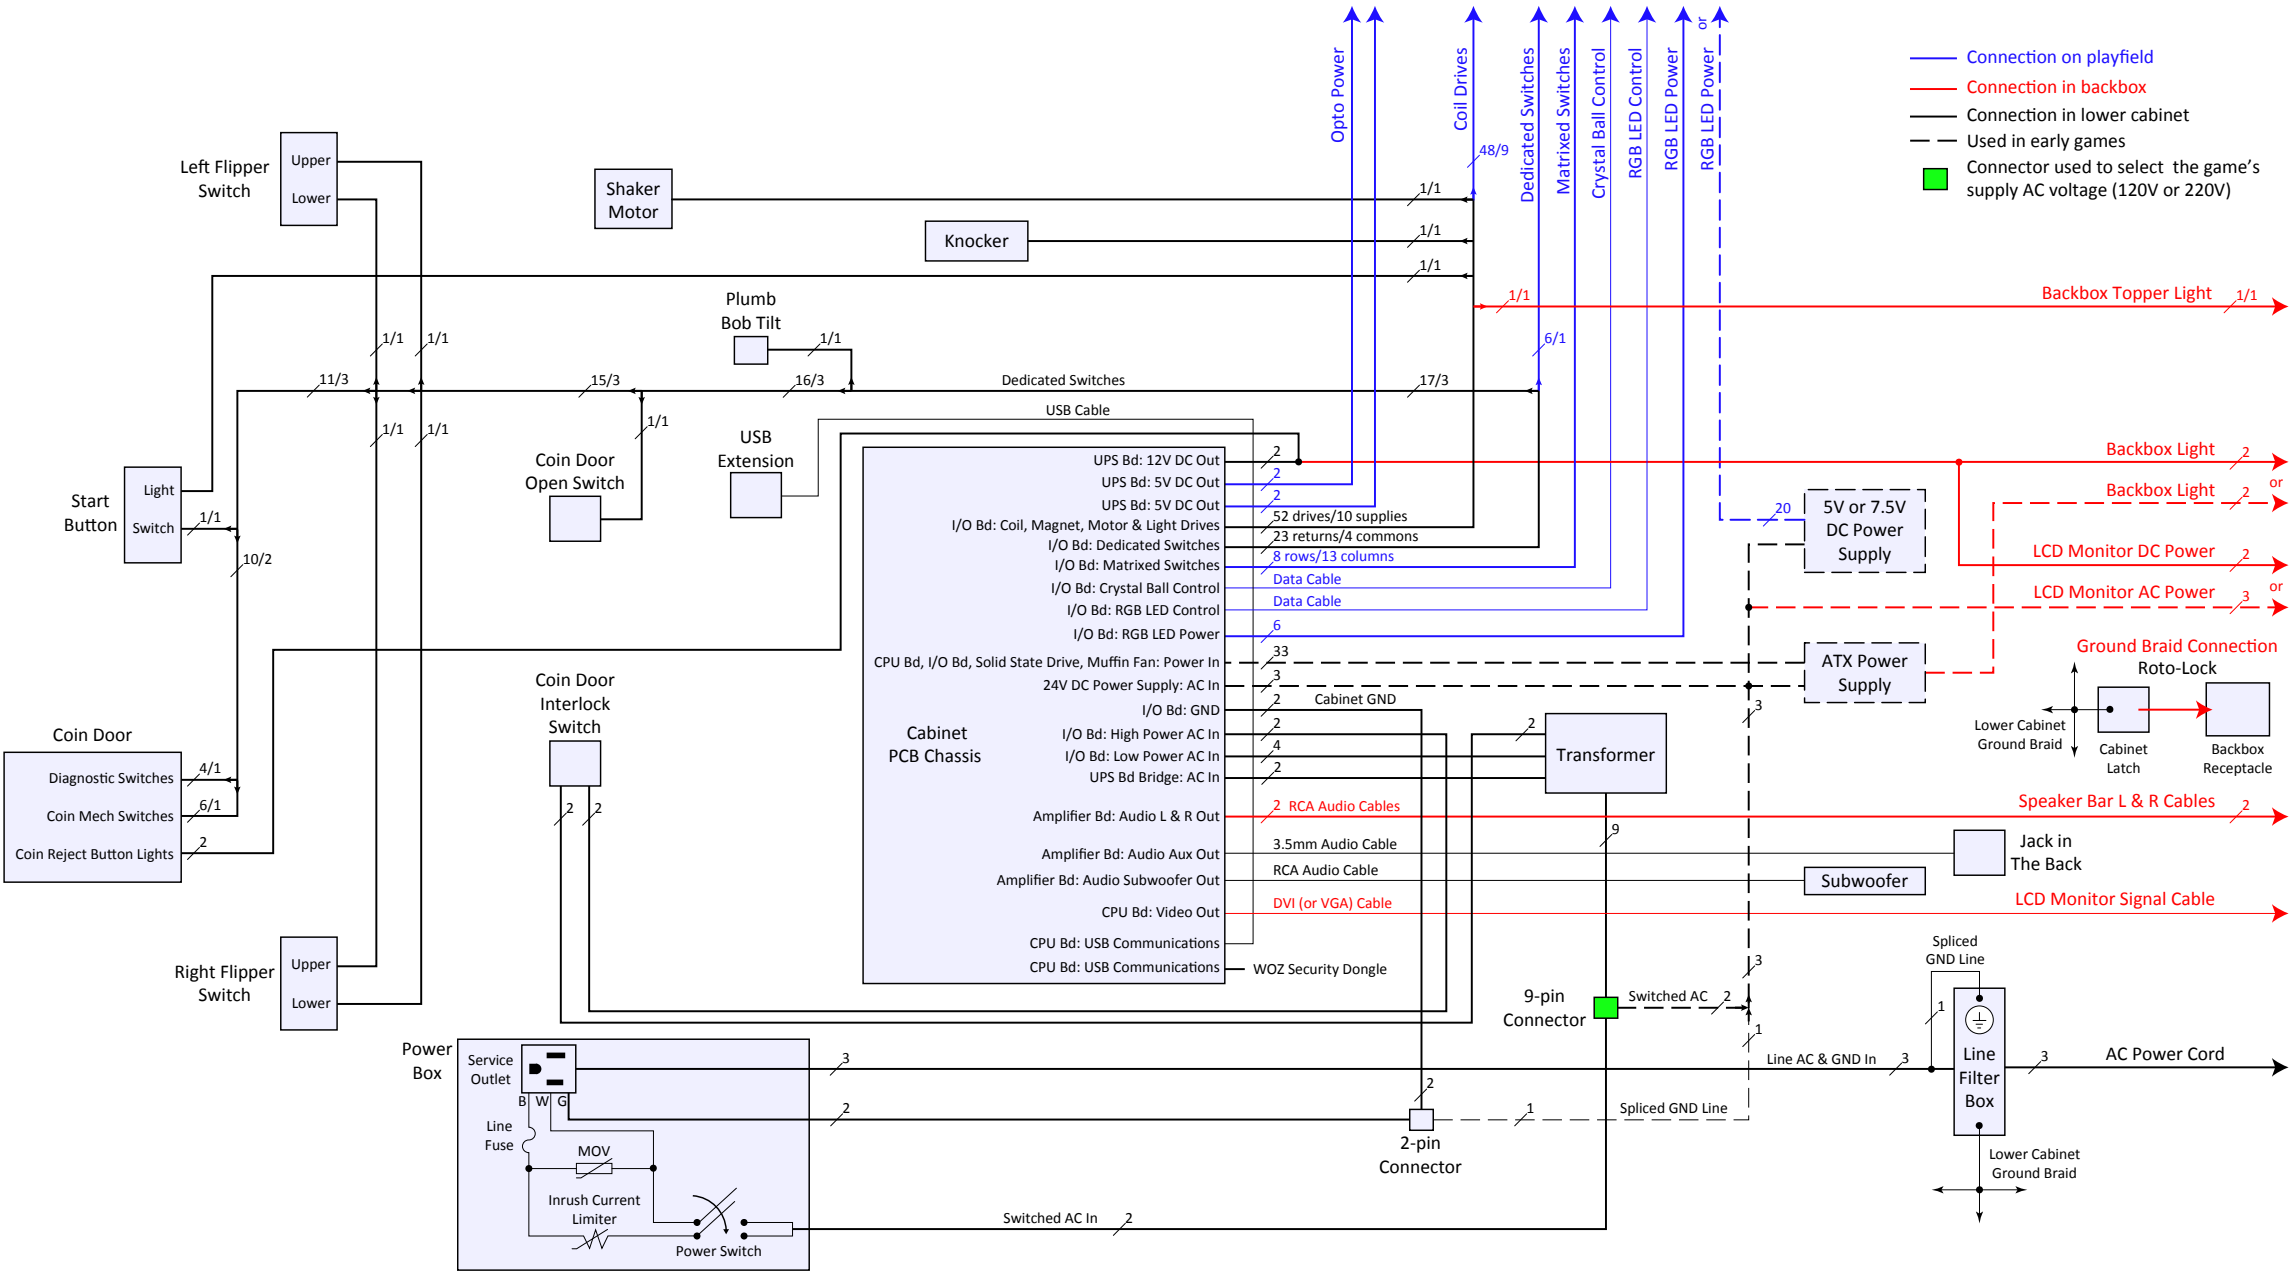 Opto Power
Coil Drives
48/9
Dedicated Switches
Matrixed Switches
Crystal Ball Control
RGB LED Control
RGB LED Power
or
RGB LED Power
Connection on playfield
Connection in backbox
Connection in lower cabinet
Used in early games
Connector used to select the game's
supply AC voltage (120V or 220V)
Left Flipper
Switch
Upper
Lower
Shaker
Motor
1/1
Knocker
1/1
1/1
Backbox Topper Light
1/1
1/1
Plumb
Bob Tilt
1/1
1/1
1/1
6/1
11/3
15/3
16/3
Dedicated Switches
17/3
USB Cable
1/1
1/1
1/1
USB
Extension
Coin Door
Open Switch
Start
Button
Light
Switch
1/1
10/2
Cabinet
PCB Chassis
UPS Bd: 12V DC Out
2
UPS Bd: 5V DC Out
2
UPS Bd: 5V DC Out
2
I/O Bd: Coil, Magnet, Motor & Light Drives
52 drives/10 supplies
I/O Bd: Dedicated Switches
23 returns/4 commons
I/O Bd: Matrixed Switches
8 rows/13 columns
I/O Bd: Crystal Ball Control
Data Cable
I/O Bd: RGB LED Control
Data Cable
I/O Bd: RGB LED Power
6
CPU Bd, I/O Bd, Solid State Drive, Muffin Fan: Power In
33
24V DC Power Supply: AC In
3
I/O Bd: GND
2
Cabinet GND
I/O Bd: High Power AC In
2
I/O Bd: Low Power AC In
4
UPS Bd Bridge: AC In
2
Amplifier Bd: Audio L & R Out
2 RCA Audio Cables
Amplifier Bd: Audio Aux Out
3.5mm Audio Cable
Amplifier Bd: Audio Subwoofer Out
RCA Audio Cable
CPU Bd: Video Out
DVI (or VGA) Cable
CPU Bd: USB Communications
CPU Bd: USB Communications
WOZ Security Dongle
Backbox Light
2
or
Backbox Light
2
20
5V or 7.5V
DC Power
Supply
LCD Monitor DC Power
2
or
LCD Monitor AC Power
3
ATX Power
Supply
3
Ground Braid Connection
Roto-Lock
Lower Cabinet
Ground Braid
Cabinet
Latch
Backbox
Receptacle
2
Transformer
9
Speaker Bar L & R Cables
2
Jack in
The Back
Subwoofer
LCD Monitor Signal Cable
Coin Door
Interlock
Switch
2
2
Coin Door
Diagnostic Switches
4/1
Coin Mech Switches
6/1
Coin Reject Button Lights
2
Right Flipper
Switch
Upper
Lower
Spliced
GND Line
1
3
9-pin
Connector
Switched AC
2
1
Power
Box
Service
Outlet
B
W
G
3
Line AC & GND In
3
Line
Filter
Box
3
AC Power Cord
2
2
2-pin
Connector
1
Spliced GND Line
Line
Fuse
MOV
Inrush Current
Limiter
Power Switch
Switched AC In
2
Lower Cabinet
Ground Braid